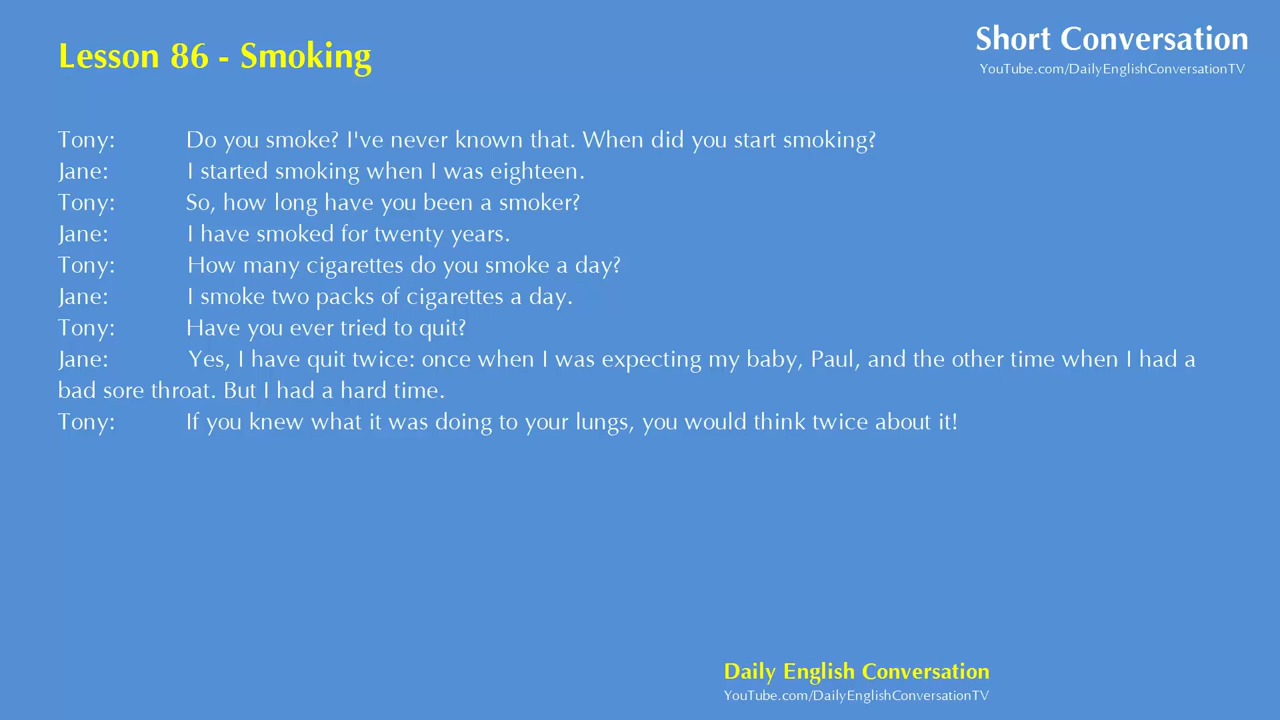 Lesson 86 - Smoking
Short Conversation
YouTube.com/DailyEnglishConversationTV
Tony: Do you smoke? I've never known that. When did you start smoking?
Jane: I started smoking when I was eighteen.
Tony: So, how long have you been a smoker?
Jane: I have smoked for twenty years.
Tony: How many cigarettes do you smoke a day?
Jane: I smoke two packs of cigarettes a day.
Tony: Have you ever tried to quit?
Jane: Yes, I have quit twice: once when I was expecting my baby, Paul, and the other time when I had a
bad sore throat. But I had a hard time.
Tony: If you knew what it was doing to your lungs, you would think twice about it!
Daily English Conversation
YouTube.com/DailyEnglishConversationTV